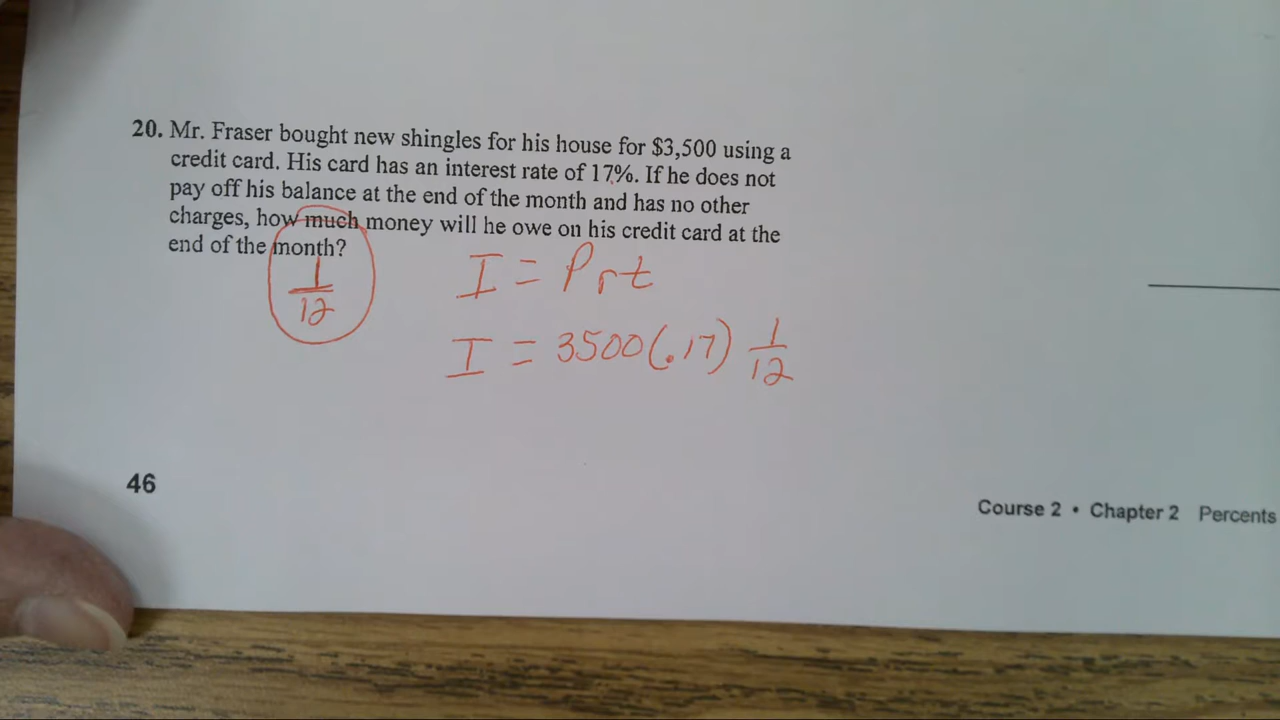 20. Mr. Fraser bought new shingles for his house for $3,500 using a
credit card. His card has an interest rate of 17%. If he does not
pay off his balance at the end of the month and has no other
charges, how much money will he owe on his credit card at the
end of the month?
1/12
I = Prt
I = 3500(.17) 1/12
46
Course 2 • Chapter 2 Percents